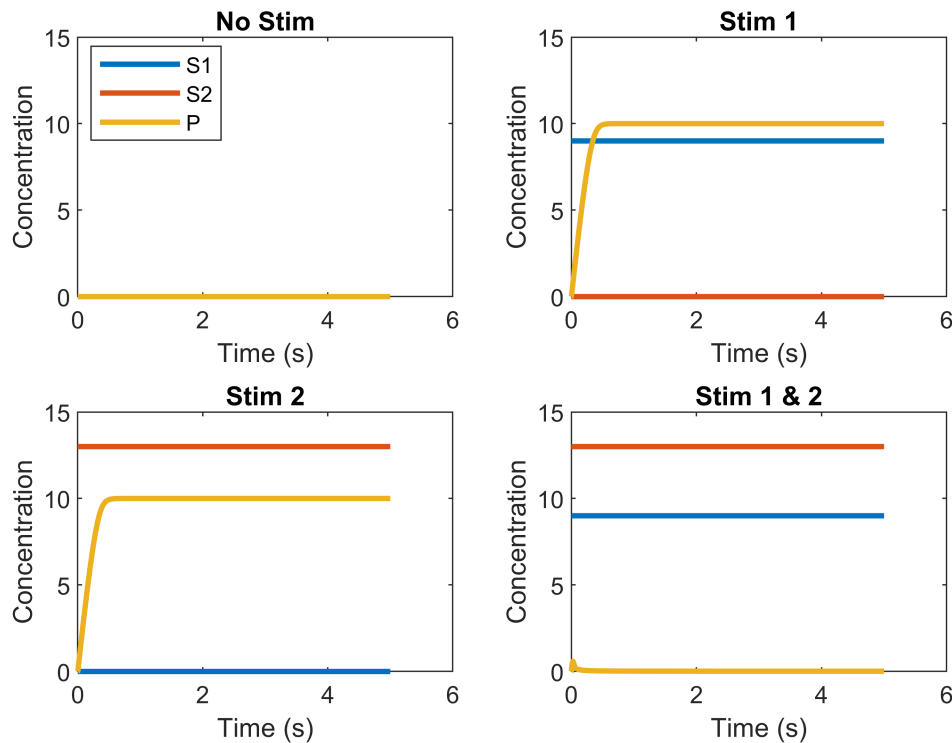 No Stim
15
10
5
0
Concentration
S1
S2
P
0 2 4 6
Time (s)
Stim 1
15
10
5
0
Concentration
0 2 4 6
Time (s)
Stim 2
15
10
5
0
Concentration
0 2 4 6
Time (s)
Stim 1 & 2
15
10
5
0
Concentration
0 2 4 6
Time (s)